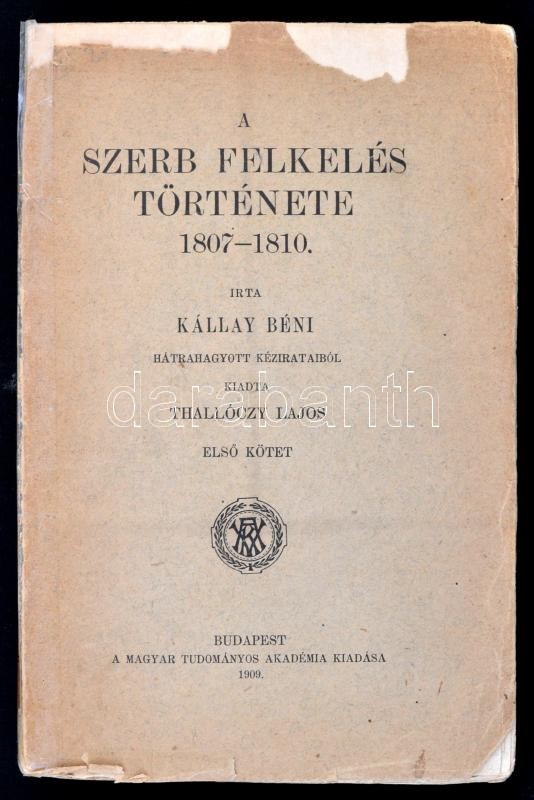 A
SZERB FELKELÉS
TÖRTÉNETE
1807–1810.
IRTA
KÁLLAY BÉNI
HÁTRAHAGYOTT KÉZIRATAIBÓL
KIADTA
THALLÓCZY LAJOS
darabanth
ELSŐ KÖTET
BUDAPEST
A MAGYAR TUDOMÁNYOS AKADÉMIA KIADÁSA
1909.